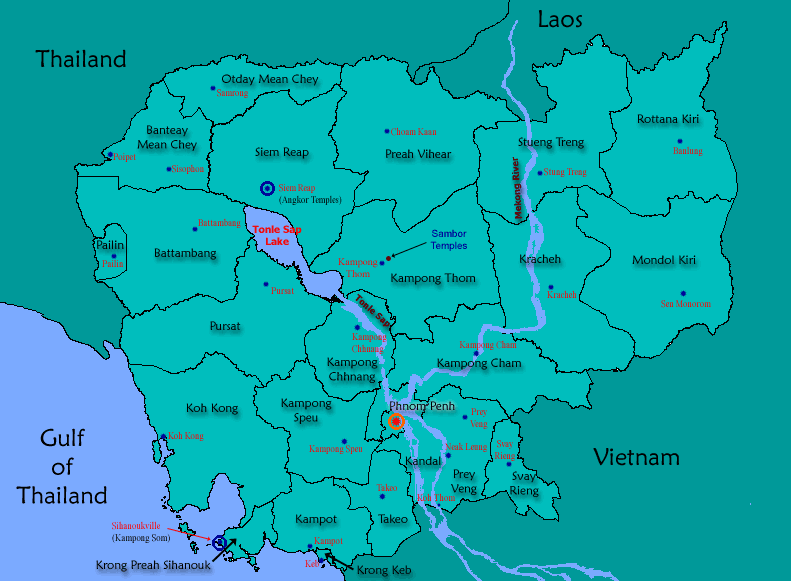 Laos
Thailand
Otday Mean Chey
Samrong
Rottana Kiri
Banteay
Mean Chey
Choam Kaan
Stueng Treng
Banlung
Poipet
Siem Reap
Preah Vihear
Sisophon
Stung Treng
Mekong River
Siem Reap
(Angkor Temples)
Battambang
Tonle Sap
Lake
Sambor
Temples
Pailin
Battambang
Pailin
Kampong
Thom
Kampong Thom
Kracheh
Mondol Kiri
Pursat
Kracheh
Sen Monorom
Tonle Sap
Pursat
Kampong
Chhnang
Kampong Cham
Kampong
Chhnang
Kampong Cham
Koh Kong
Kampong
Speu
Phnom Penh
Prey
Veng
Gulf
of
Thailand
Koh Kong
Kampong Speu
Neak Leung
Svay
Rieng
Vietnam
Kandal
Prey
Veng
Svay
Rieng
Takeo
Koh Thom
Sihanoukville
(Kampong Som)
Kampot
Takeo
Kampot
Krong Preah Sihanouk
Keb
Krong Keb